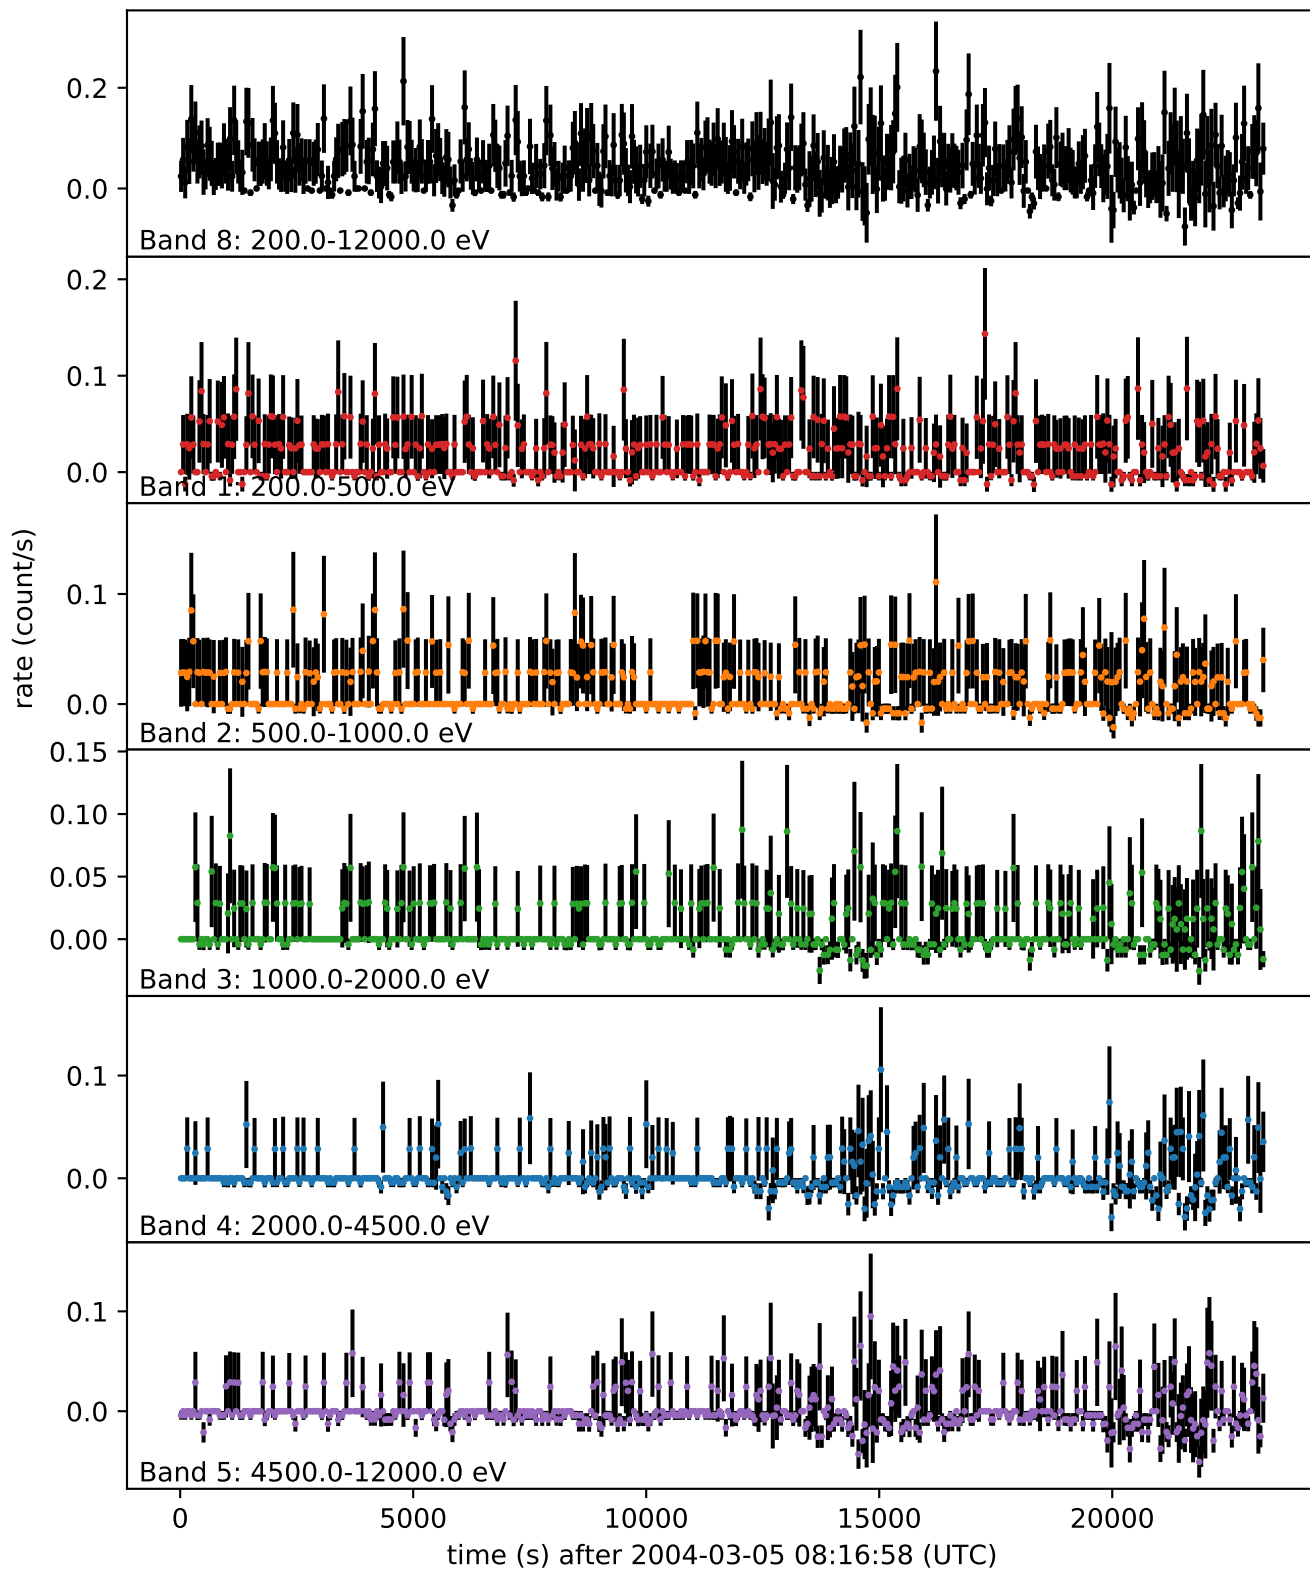 0.2
0.0
Band 8: 200.0-12000.0 eV
0.2
0.1
0.0
Band 1: 200.0-500.0 eV
rate (count/s)
0.1
0.0
Band 2: 500.0-1000.0 eV
0.15
0.10
0.05
0.00
Band 3: 1000.0-2000.0 eV
0.1
0.0
Band 4: 2000.0-4500.0 eV
0.1
0.0
Band 5: 4500.0-12000.0 eV
0 5000 10000 15000 20000
time (s) after 2004-03-05 08:16:58 (UTC)